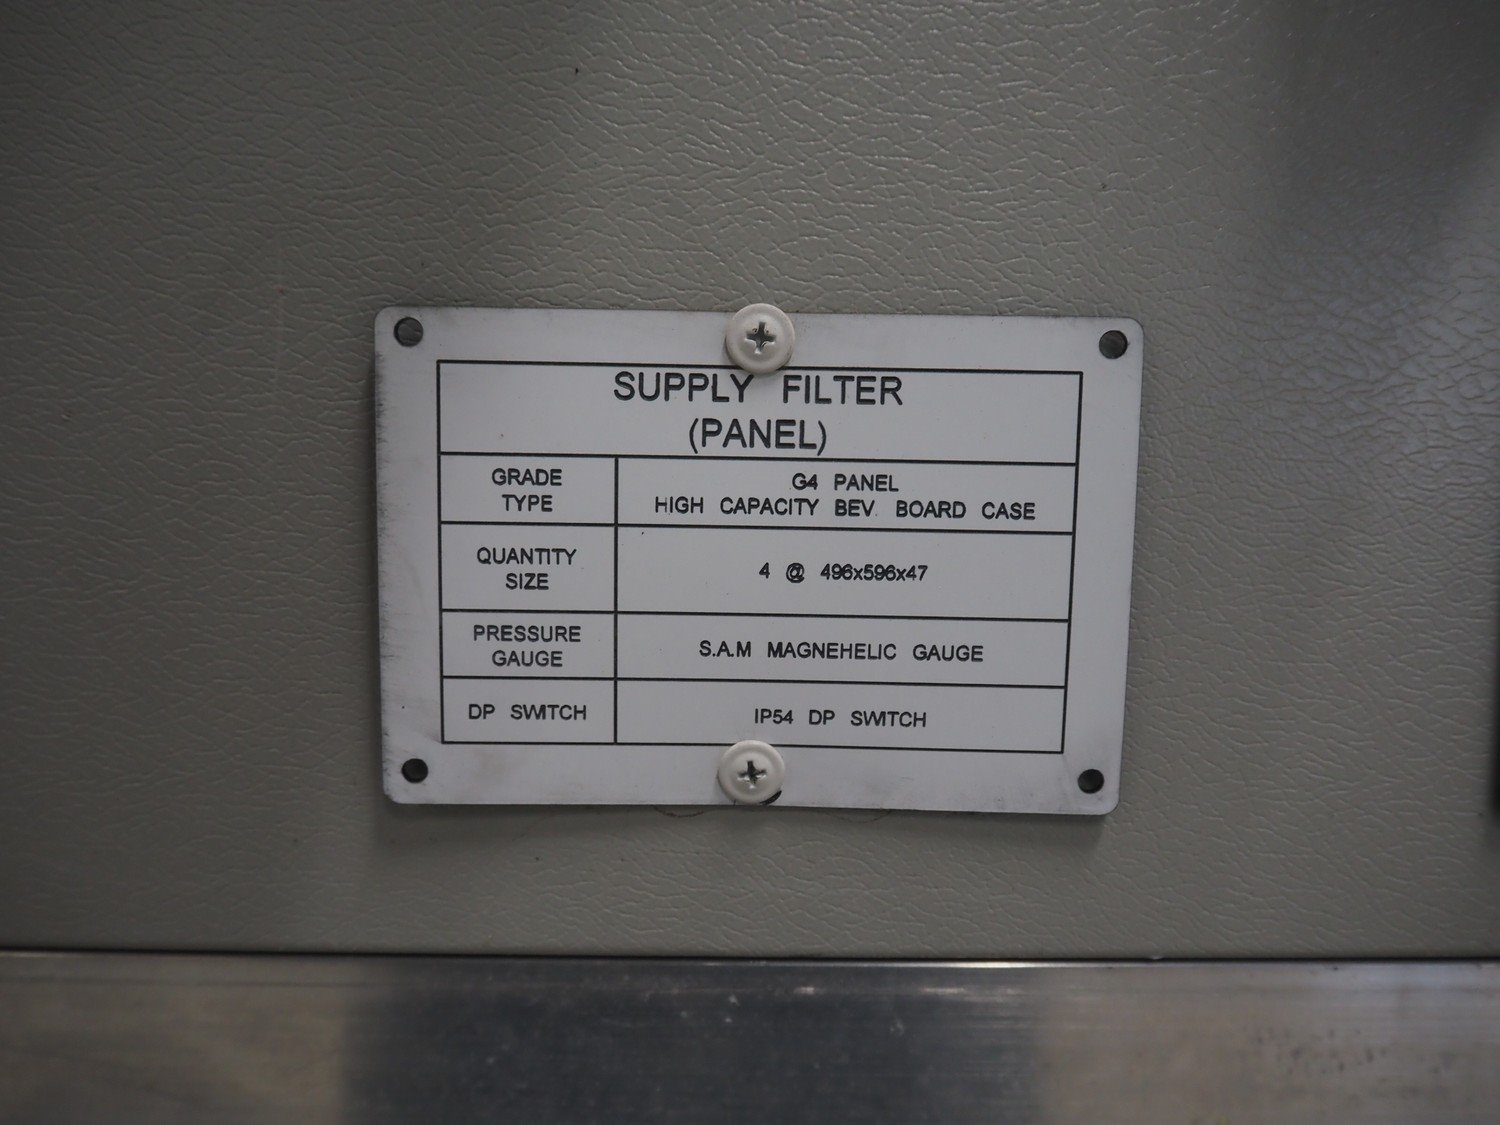 SUPPLY FILTER
(PANEL)
GRADE
TYPE
G4 PANEL
HIGH CAPACITY BEV. BOARD CASE
QUANTITY
SIZE
4 @ 496x596x47
PRESSURE
GAUGE
S.A.M MAGNEHELIC GAUGE
DP SWITCH
IP54 DP SWITCH